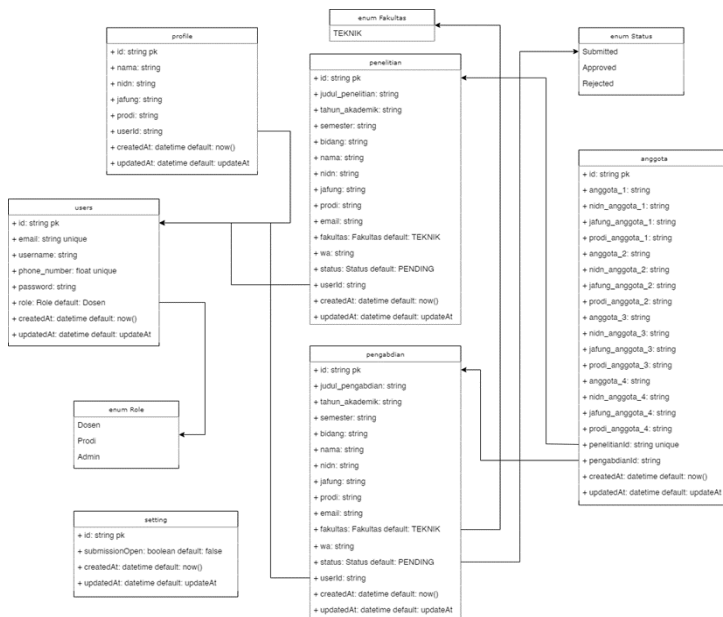 enum Fakultas
TEKNIK
profile
+ id: string pk
+ nama: string
+ nidn: string
+ jafung: string
+ prodi: string
+ userId: string
+ createdAt: datetime default: now()
+ updatedAt: datetime default: updateAt
enum Status
Submitted
Approved
Rejected
penelitian
+ id: string pk
+ judul_penelitian: string
+ tahun_akademik: string
+ semester: string
+ bidang: string
+ nama: string
+ nidn: string
+ jafung: string
+ prodi: string
+ email: string
+ fakultas: Fakultas default: TEKNIK
+ wa: string
+ status: Status default: PENDING
+ userId: string
+ createdAt: datetime default: now()
+ updatedAt: datetime default: updateAt
anggota
+ id: string pk
+ anggota_1: string
+ nidn_anggota_1: string
+ jafung_anggota_1: string
+ prodi_anggota_1: string
+ anggota_2: string
+ nidn_anggota_2: string
+ jafung_anggota_2: string
+ prodi_anggota_2: string
+ anggota_3: string
+ nidn_anggota_3: string
+ jafung_anggota_3: string
+ prodi_anggota_3: string
+ anggota_4: string
+ nidn_anggota_4: string
+ jafung_anggota_4: string
+ prodi_anggota_4: string
+ penelitianId: string unique
+ pengabdianId: string
+ createdAt: datetime default: now()
+ updatedAt: datetime default: updateAt
users
+ id: string pk
+ email: string unique
+ username: string
+ phone_number: float unique
+ password: string
+ role: Role default: Dosen
+ createdAt: datetime default: now()
+ updatedAt: datetime default: updateAt
pengabdian
+ id: string pk
+ judul_pengabdian: string
+ tahun_akademik: string
+ semester: string
+ bidang: string
+ nama: string
+ nidn: string
+ jafung: string
+ prodi: string
+ email: string
+ fakultas: Fakultas default: TEKNIK
+ wa: string
+ status: Status default: PENDING
+ userId: string
+ createdAt: datetime default: now()
+ updatedAt: datetime default: updateAt
enum Role
Dosen
Prodi
Admin
setting
+ id: string pk
+ submissionOpen: boolean default: false
+ createdAt: datetime default: now()
+ updatedAt: datetime default: updateAt